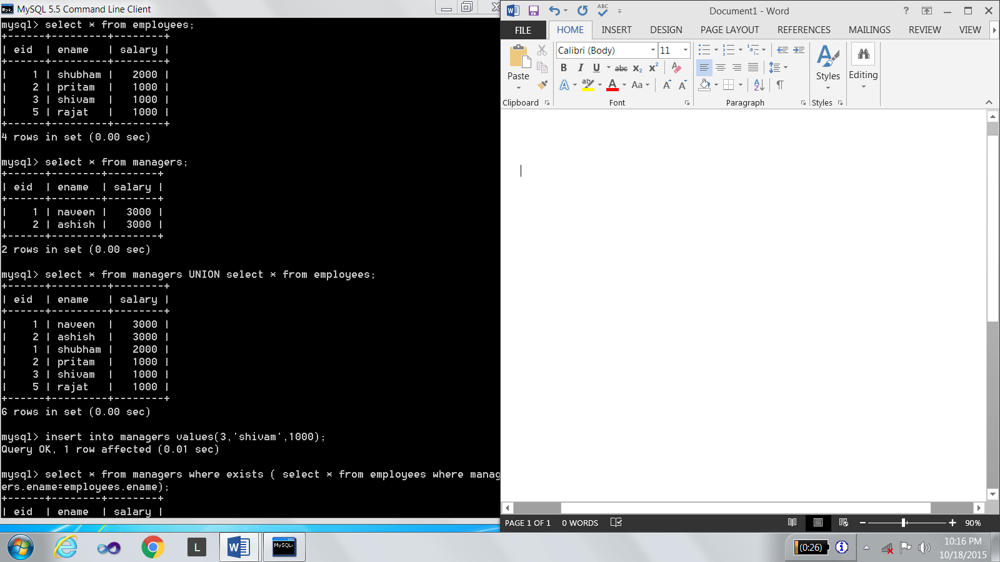 MySQL 5.5 Command Line Client
mysql> select * from employees;
+------+---------+--------+
| eid  | ename   | salary |
+------+---------+--------+
|    1 | shubham |   2000 |
|    2 | pritam  |   1000 |
|    3 | shivam  |   1000 |
|    5 | rajat   |   1000 |
+------+---------+--------+
4 rows in set (0.00 sec)
mysql> select * from managers;
+------+--------+--------+
| eid  | ename  | salary |
+------+--------+--------+
|    1 | naveen |   3000 |
|    2 | ashish |   3000 |
+------+--------+--------+
2 rows in set (0.00 sec)
mysql> select * from managers UNION select * from employees;
+------+---------+--------+
| eid  | ename   | salary |
+------+---------+--------+
|    1 | naveen  |   3000 |
|    2 | ashish  |   3000 |
|    1 | shubham |   2000 |
|    2 | pritam  |   1000 |
|    3 | shivam  |   1000 |
|    5 | rajat   |   1000 |
+------+---------+--------+
6 rows in set (0.00 sec)
mysql> insert into managers values(3,'shivam',1000);
Query OK, 1 row affected (0.01 sec)
mysql> select * from managers where exists ( select * from employees where manag
ers.ename=employees.ename);
+------+--------+--------+
| eid  | ename  | salary |
Document1 - Word
FILE HOME INSERT DESIGN PAGE LAYOUT REFERENCES MAILINGS REVIEW VIEW
Calibri (Body) 11
B I U abc x₂ x²
A ab A Aa A A
Paste
Styles
Editing
Clipboard Font Paragraph Styles
PAGE 1 OF 1 0 WORDS 90%
L
MySQL>
(0:26)
10:16 PM
10/18/2015